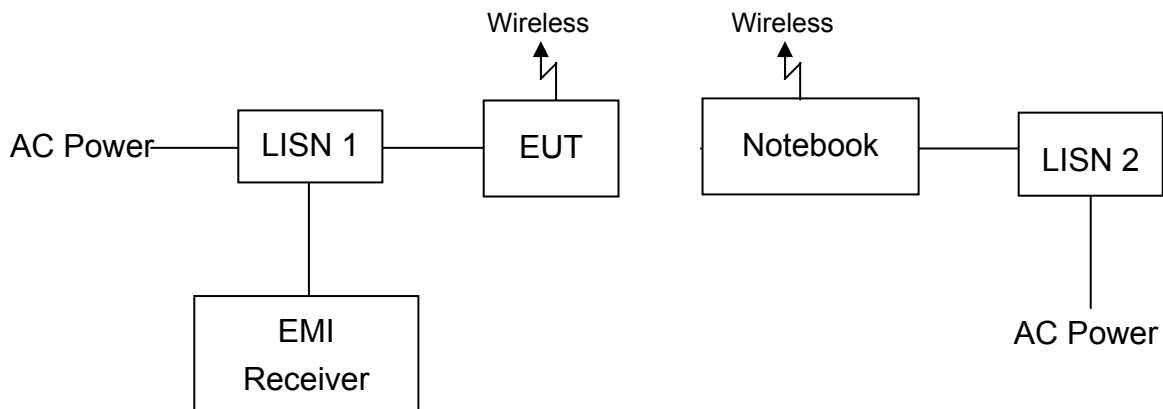 Wireless
Wireless
AC Power
LISN 1
EUT
Notebook
LISN 2
EMI
Receiver
AC Power